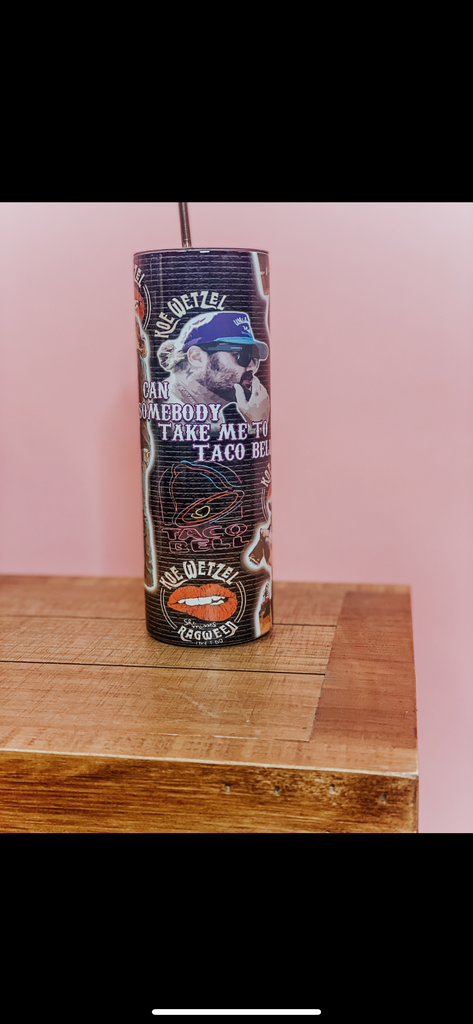 KOE WETZEL
CAN
SOMEBODY
TAKE ME TO
TACO BELL
TACO
BELL
KOE WETZEL
RAGWEED